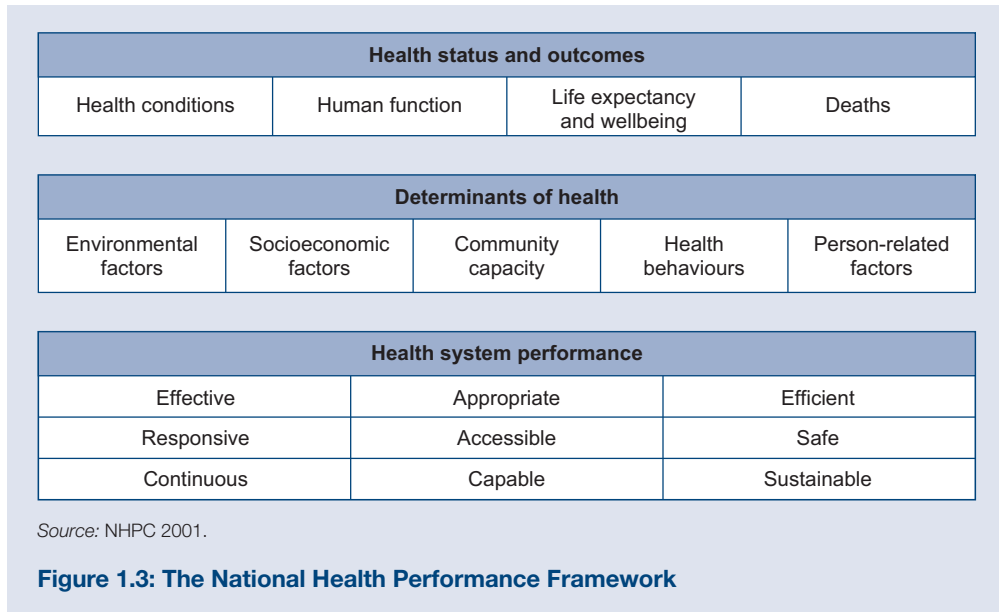 Health status and outcomes
Health conditions
Human function
Life expectancy
and wellbeing
Deaths
Determinants of health
Environmental
factors
Socioeconomic
factors
Community
capacity
Health
behaviours
Person-related
factors
Health system performance
Effective
Appropriate
Efficient
Responsive
Accessible
Safe
Continuous
Capable
Sustainable
Source: NHPC 2001.
Figure 1.3: The National Health Performance Framework